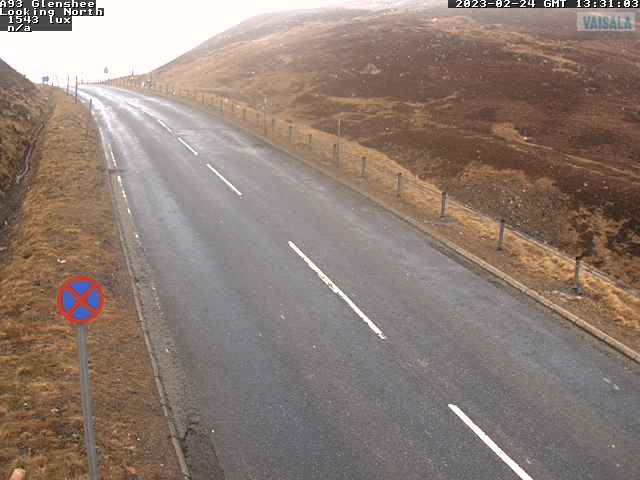 A93 Glenshee
Looking North
1543 lux
n/a
2023-02-24 GMT 13:31:03
VAISALA